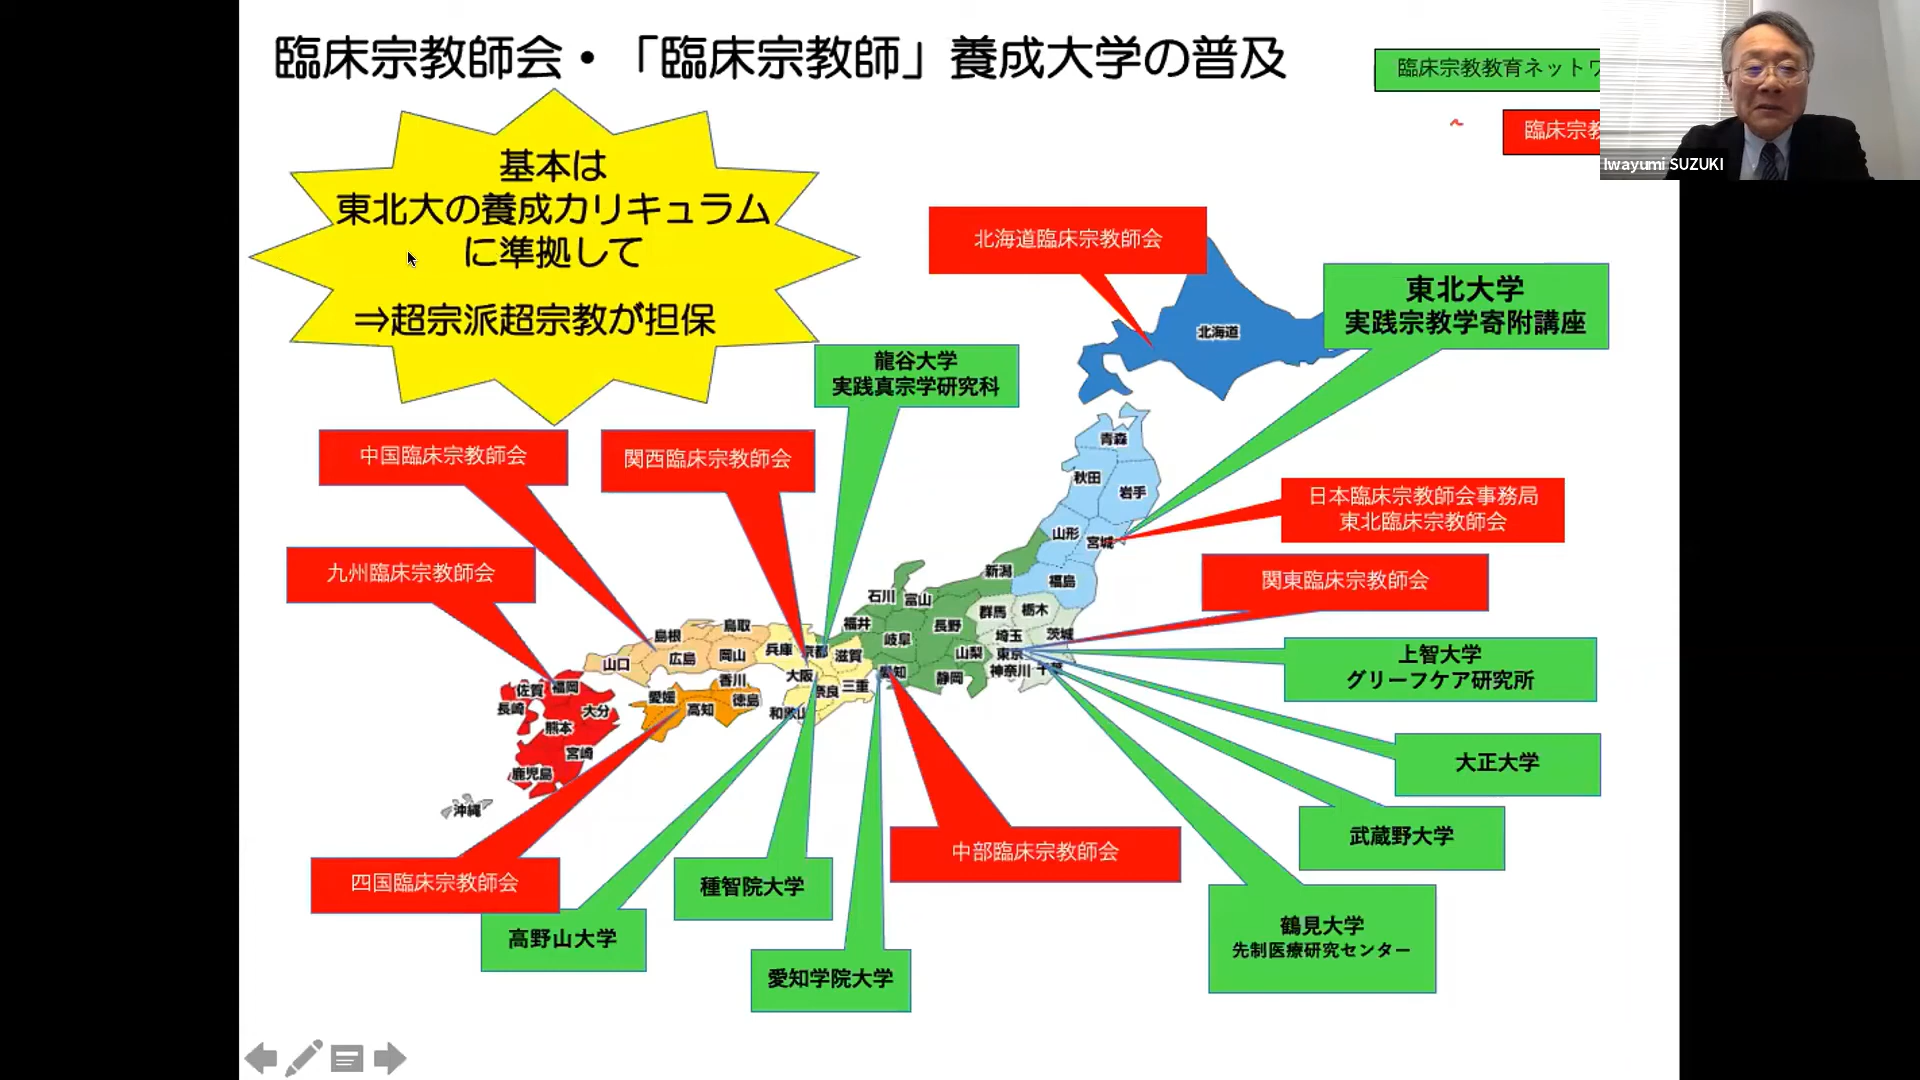 臨床宗教師会・「臨床宗教師」養成大学の普及
臨床宗教教育ネット
臨床宗
Iwayumi SUZUKI
基本は
東北大の養成カリキュラム
に準拠して
⇒超宗派超宗教が担保
北海道臨床宗教師会
東北大学
実践宗教学寄附講座
北海道
龍谷大学
実践真宗学研究科
中国臨床宗教師会
関西臨床宗教師会
青森
秋田
岩手
日本臨床宗教師会事務局
東北臨床宗教師会
山形
宮城
九州臨床宗教師会
関東臨床宗教師会
新潟
福島
石川
富山
群馬
栃木
福井
長野
岐阜
埼玉
茨城
島根
鳥取
兵庫
京都
滋賀
山梨
東京
上智大学
グリーフケア研究所
山口
広島
岡山
大阪
愛知
静岡
神奈川
千葉
佐賀
福岡
香川
奈良
三重
愛媛
徳島
長崎
大分
高知
和歌山
熊本
宮崎
鹿児島
大正大学
沖縄
武蔵野大学
中部臨床宗教師会
四国臨床宗教師会
種智院大学
高野山大学
愛知学院大学
鶴見大学
先制医療研究センター